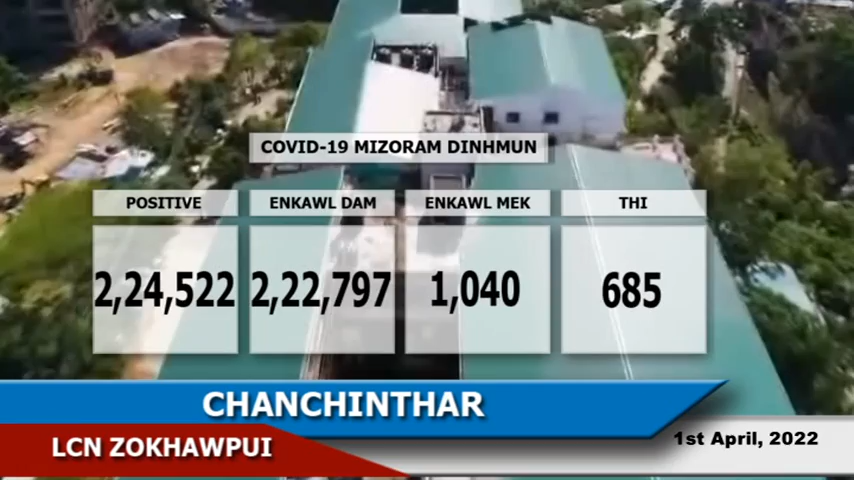 COVID-19 MIZORAM DINHMUN
POSITIVE ENKAWL DAM ENKAWL MEK THI
2,24,522 2,22,797 1,040 685
CHANCHINTHAR
LCN ZOKHAWPUI
1st April, 2022